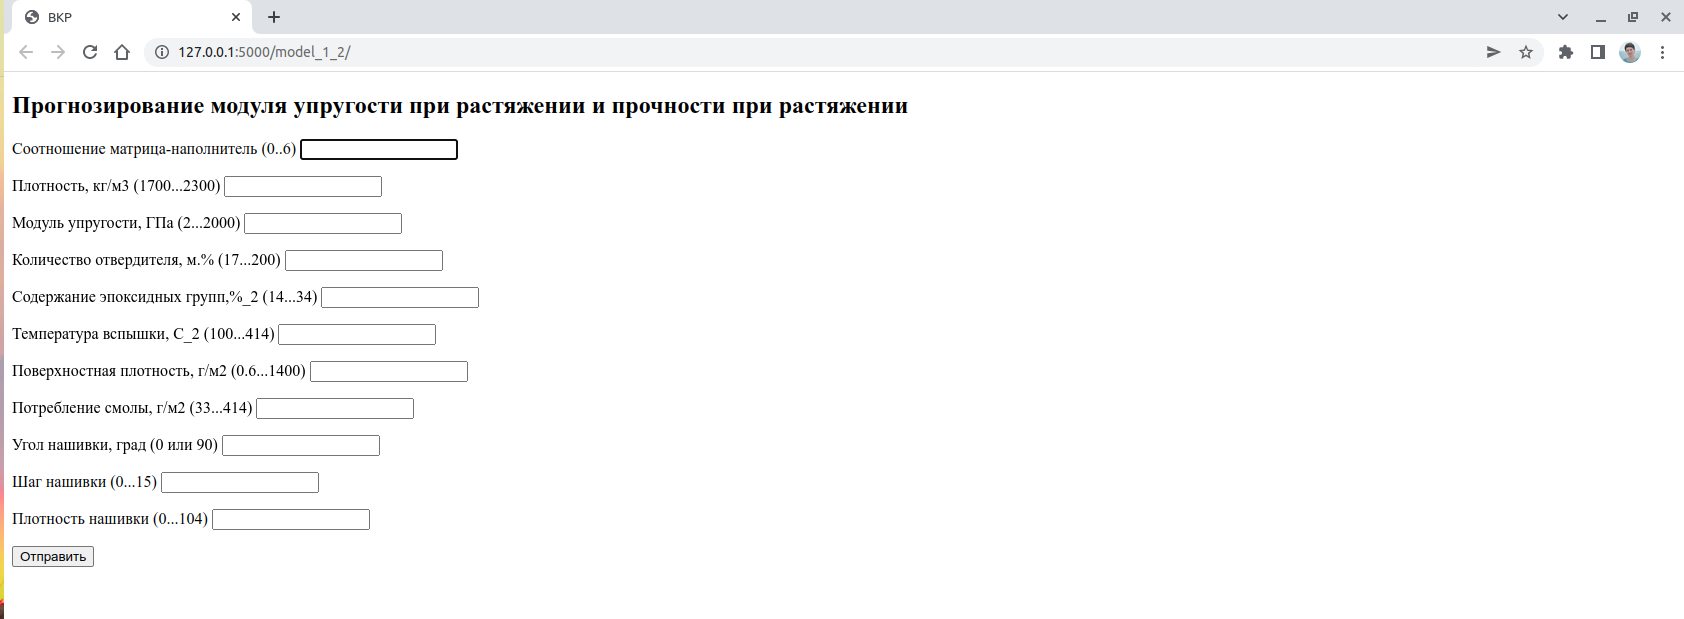 ВКР
127.0.0.1:5000/model_1_2/
Прогнозирование модуля упругости при растяжении и прочности при растяжении
Соотношение матрица-наполнитель (0..6)
Плотность, кг/м3 (1700...2300)
Модуль упругости, ГПа (2...2000)
Количество отвердителя, м.% (17...200)
Содержание эпоксидных групп,%_2 (14...34)
Температура вспышки, С_2 (100...414)
Поверхностная плотность, г/м2 (0.6...1400)
Потребление смолы, г/м2 (33...414)
Угол нашивки, град (0 или 90)
Шаг нашивки (0...15)
Плотность нашивки (0...104)
Отправить